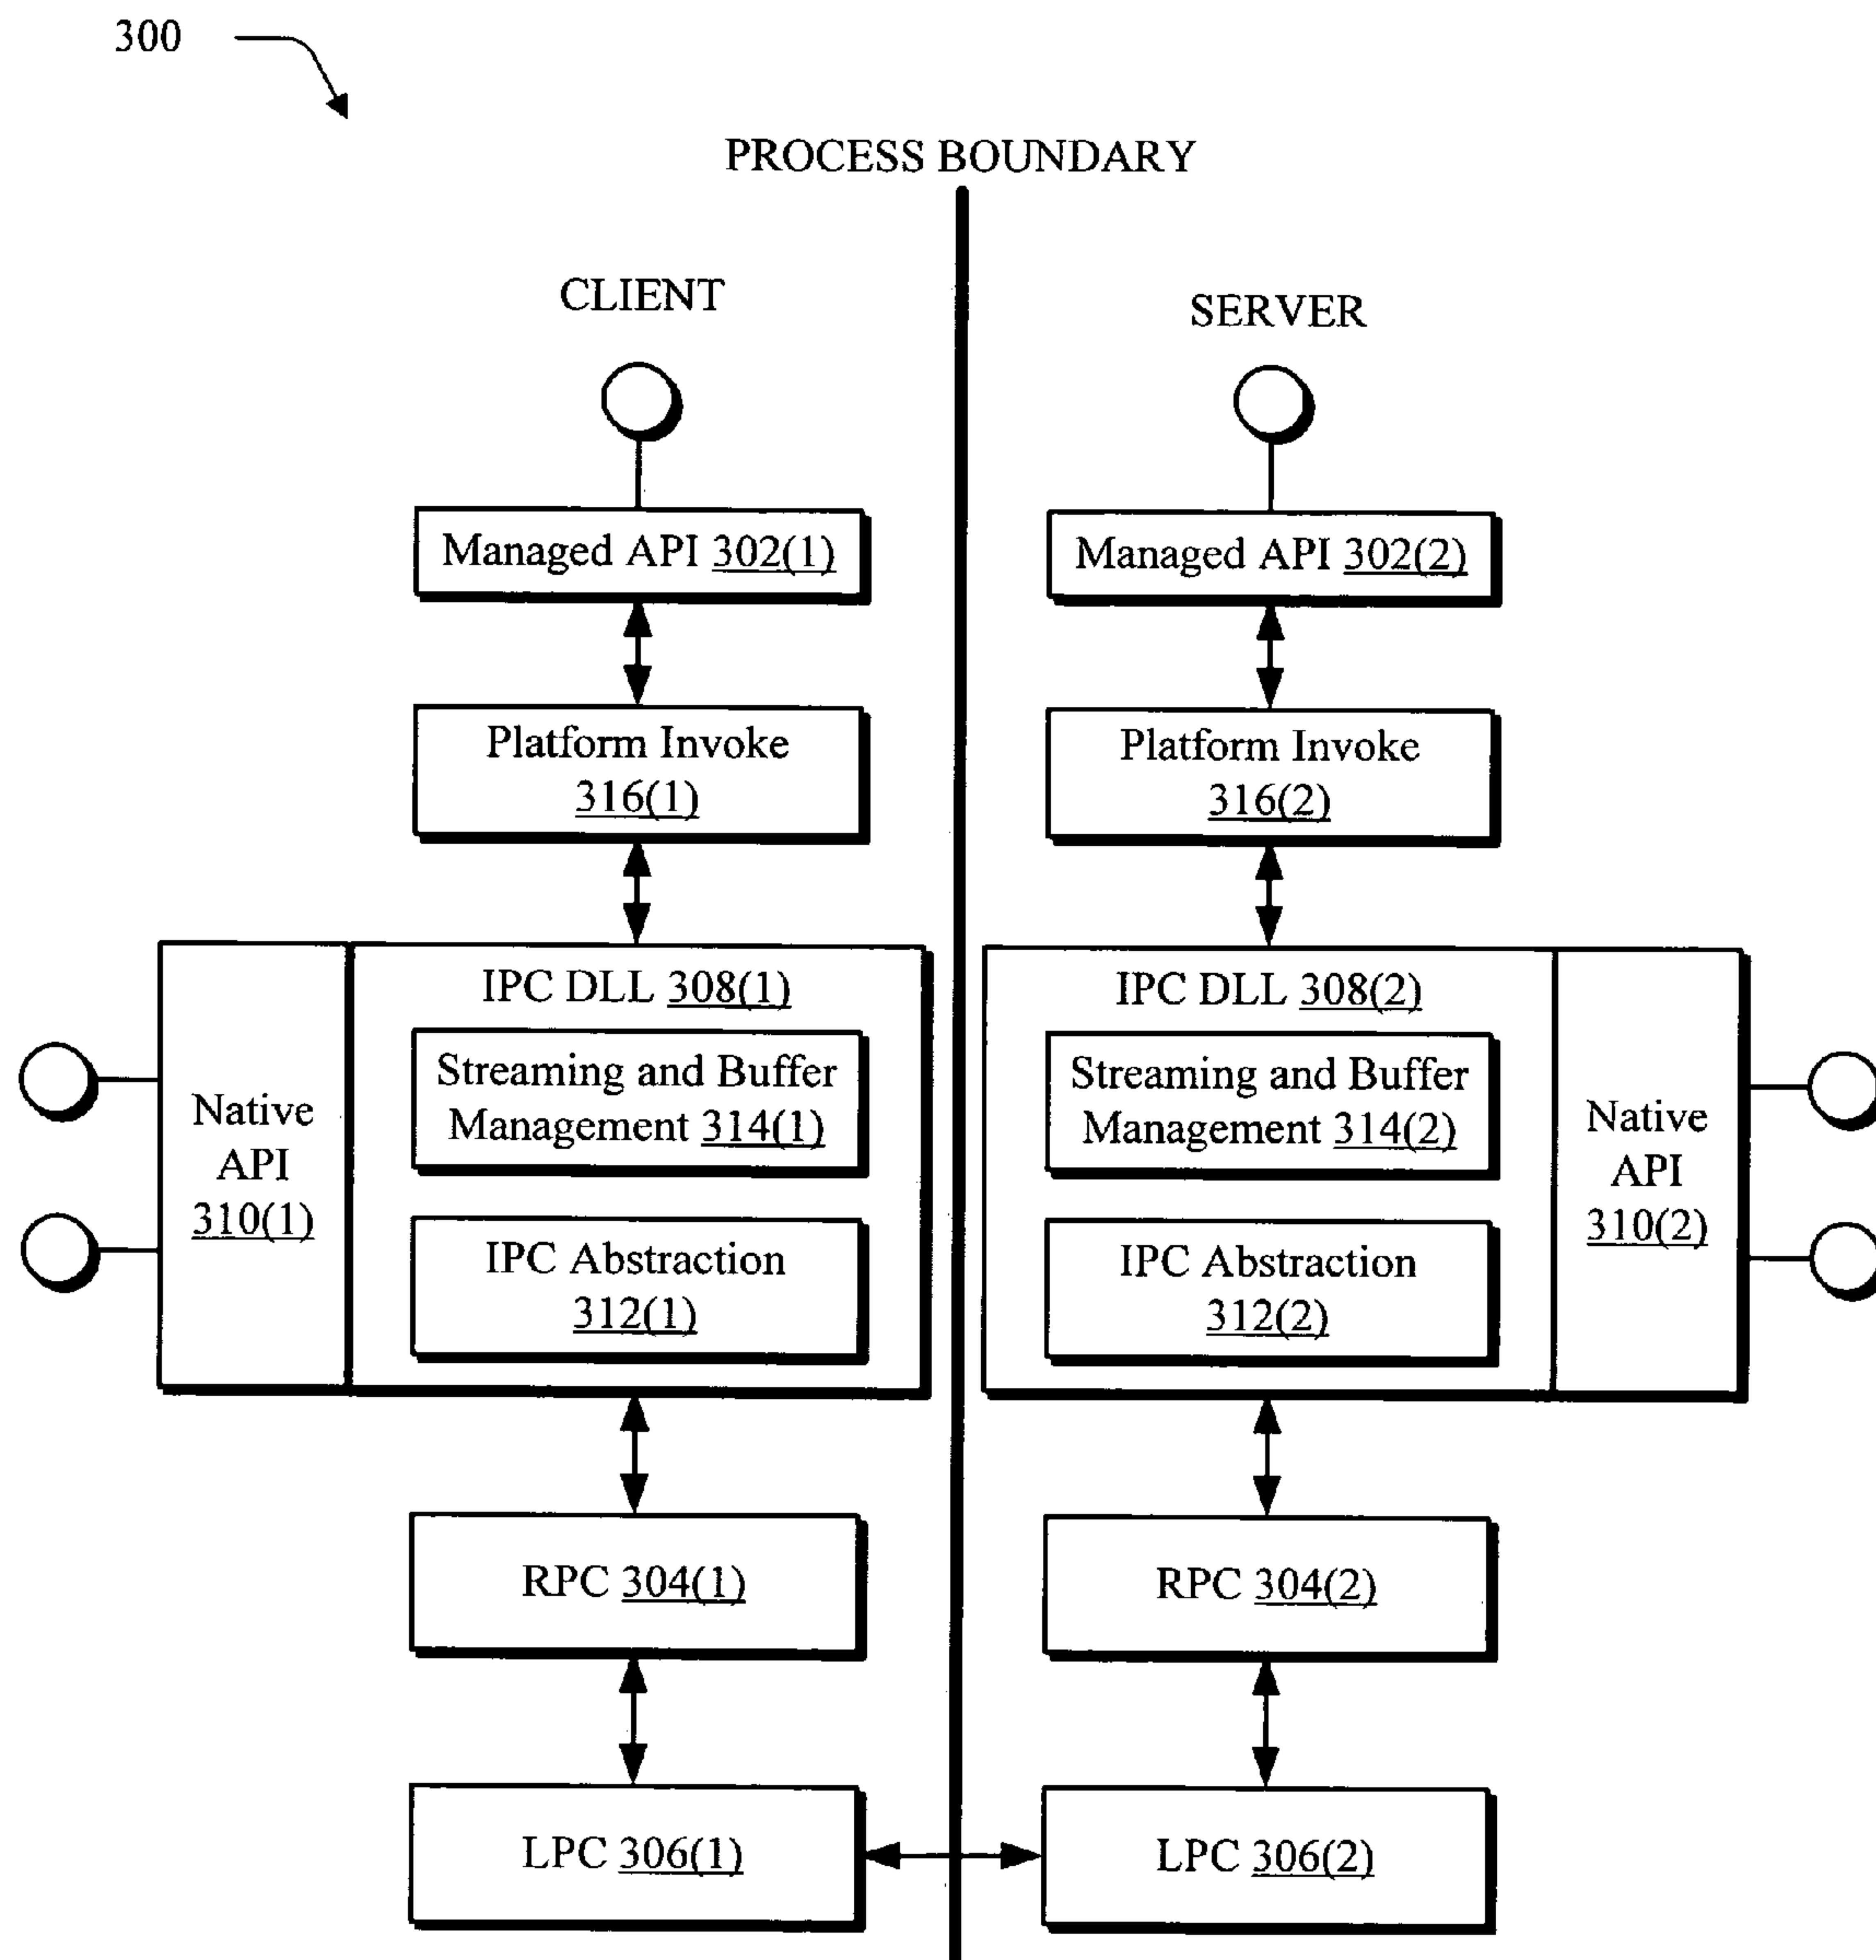 300
PROCESS BOUNDARY
CLIENT
Managed API 302(1)
Platform Invoke
316(1)
IPC DLL 308(1)
Streaming and Buffer
Management 314(1)
IPC Abstraction
312(1)
Native
API
310(1)
RPC 304(1)
LPC 306(1)
SERVER
Managed API 302(2)
Platform Invoke
316(2)
IPC DLL 308(2)
Streaming and Buffer
Management 314(2)
IPC Abstraction
312(2)
Native
API
310(2)
RPC 304(2)
LPC 306(2)